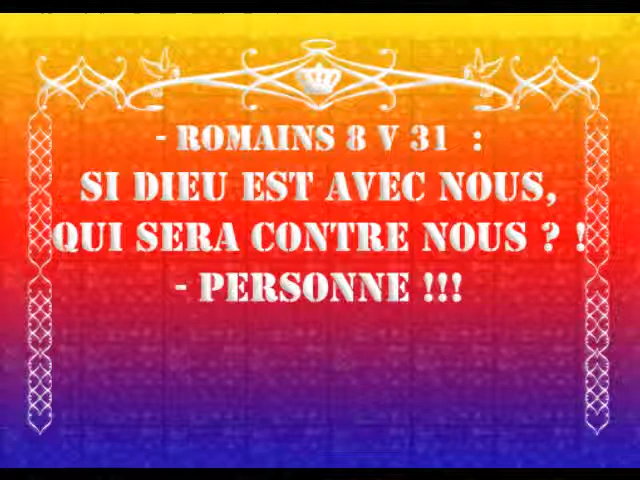 - ROMAINS 8 V 31 :
SI DIEU EST AVEC NOUS,
QUI SERA CONTRE NOUS ? !
- PERSONNE !!!